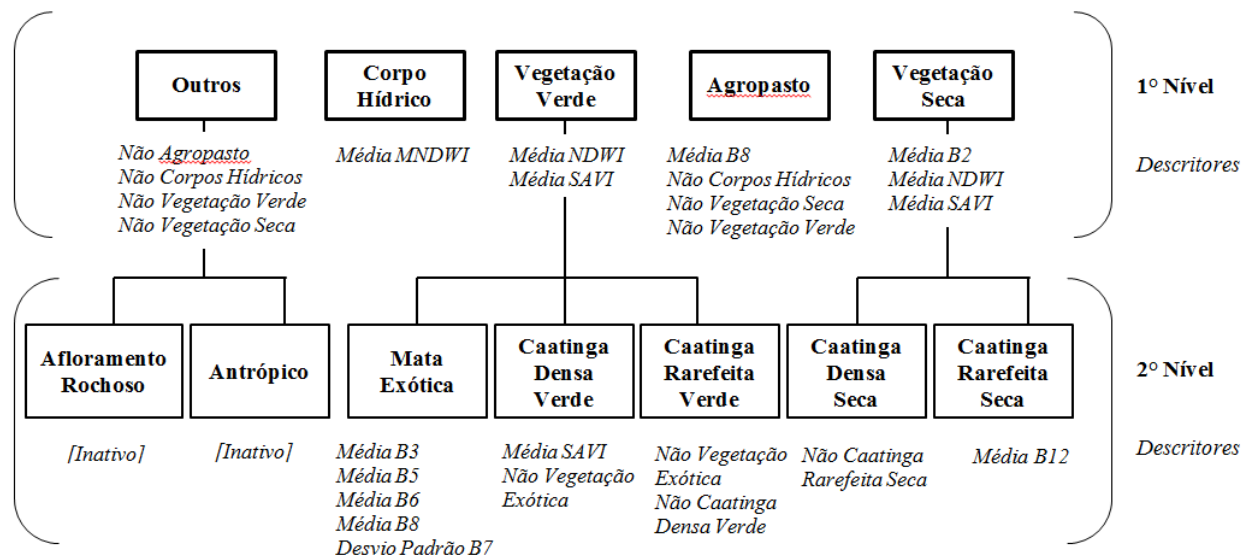 Outros
Corpo
Hídrico
Vegetação
Verde
Agropasto
Vegetação
Seca
1° Nível
Não Agropasto
Não Corpos Hídricos
Não Vegetação Verde
Não Vegetação Seca
Média MNDWI
Média NDWI
Média SAVI
Média B8
Não Corpos Hídricos
Não Vegetação Seca
Não Vegetação Verde
Média B2
Média NDWI
Média SAVI
Descritores
Afloramento
Rochoso
Antrópico
Mata
Exótica
Caatinga
Densa
Verde
Caatinga
Rarefeita
Verde
Caatinga
Densa
Seca
Caatinga
Rarefeita
Seca
2° Nível
[Inativo]
[Inativo]
Média B3
Média B5
Média B6
Média B8
Desvio Padrão B7
Média SAVI
Não Vegetação
Exótica
Não Vegetação
Exótica
Não Caatinga
Densa Verde
Não Caatinga
Rarefeita Seca
Média B12
Descritores